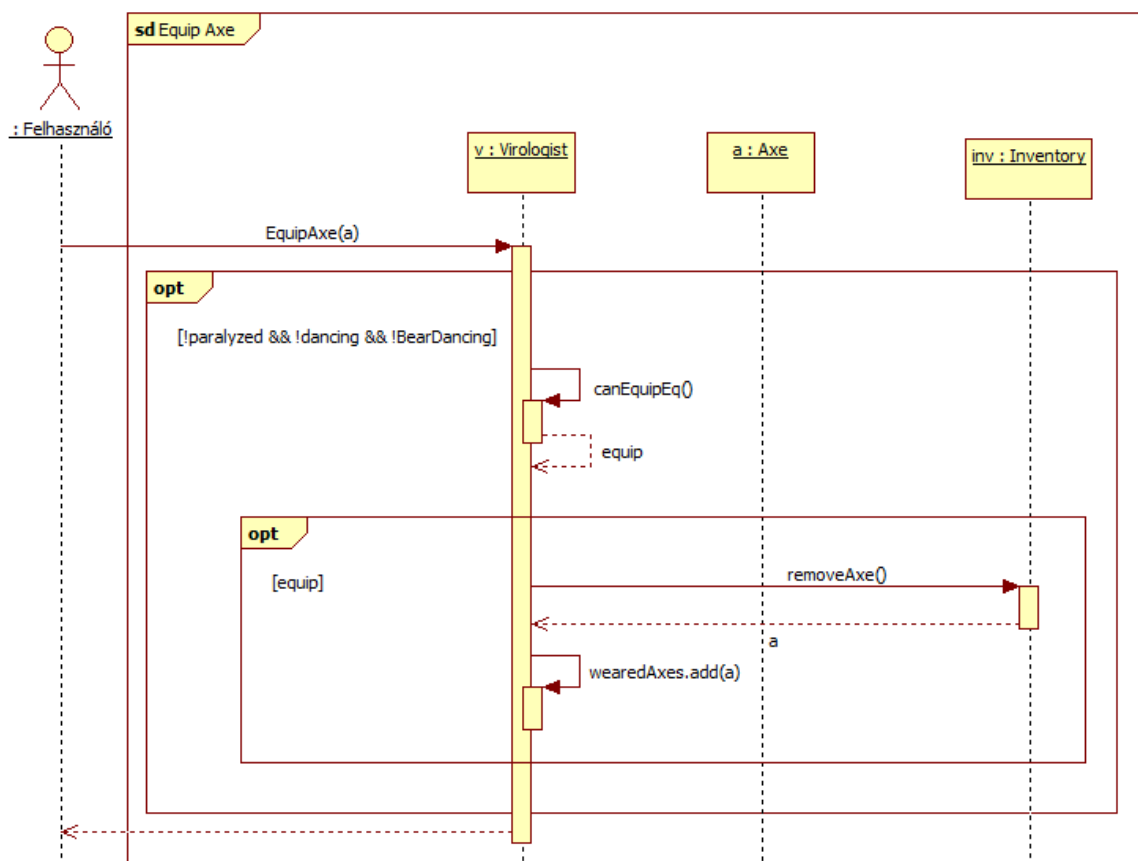 sd Equip Axe
: Felhasználó
v : Virologist
a : Axe
inv : Inventory
EquipAxe(a)
opt
[!paralyzed && !dancing && !BearDancing]
canEquipEq()
equip
opt
[equip]
removeAxe()
a
wearedAxes.add(a)